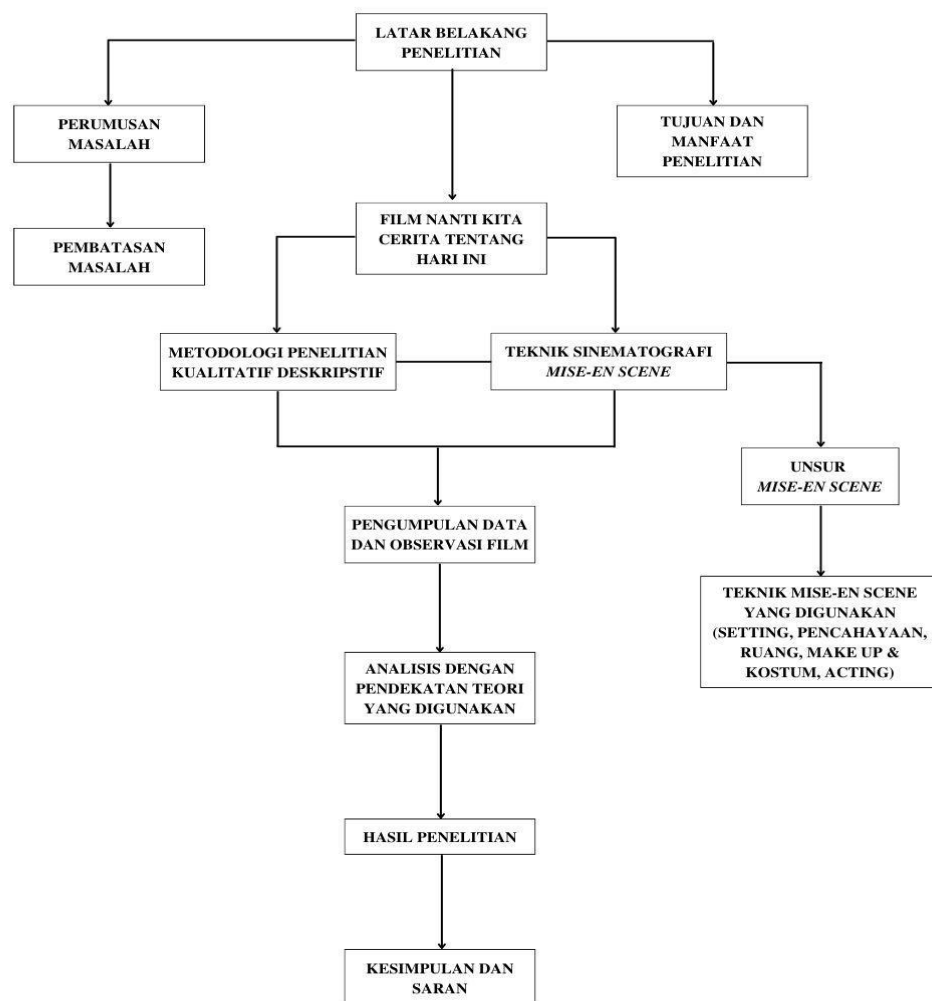 LATAR BELAKANG
PENELITIAN
PERUMUSAN
MASALAH
TUJUAN DAN
MANFAAT
PENELITIAN
PEMBATASAN
MASALAH
FILM NANTI KITA
CERITA TENTANG
HARI INI
METODOLOGI PENELITIAN
KUALITATIF DESKRIPSTIF
TEKNIK SINEMATOGRAFI
MISE-EN SCENE
UNSUR
MISE-EN SCENE
PENGUMPULAN DATA
DAN OBSERVASI FILM
TEKNIK MISE-EN SCENE
YANG DIGUNAKAN
(SETTING, PENCAHAYAAN,
RUANG, MAKE UP &
KOSTUM, ACTING)
ANALISIS DENGAN
PENDEKATAN TEORI
YANG DIGUNAKAN
HASIL PENELITIAN
KESIMPULAN DAN
SARAN